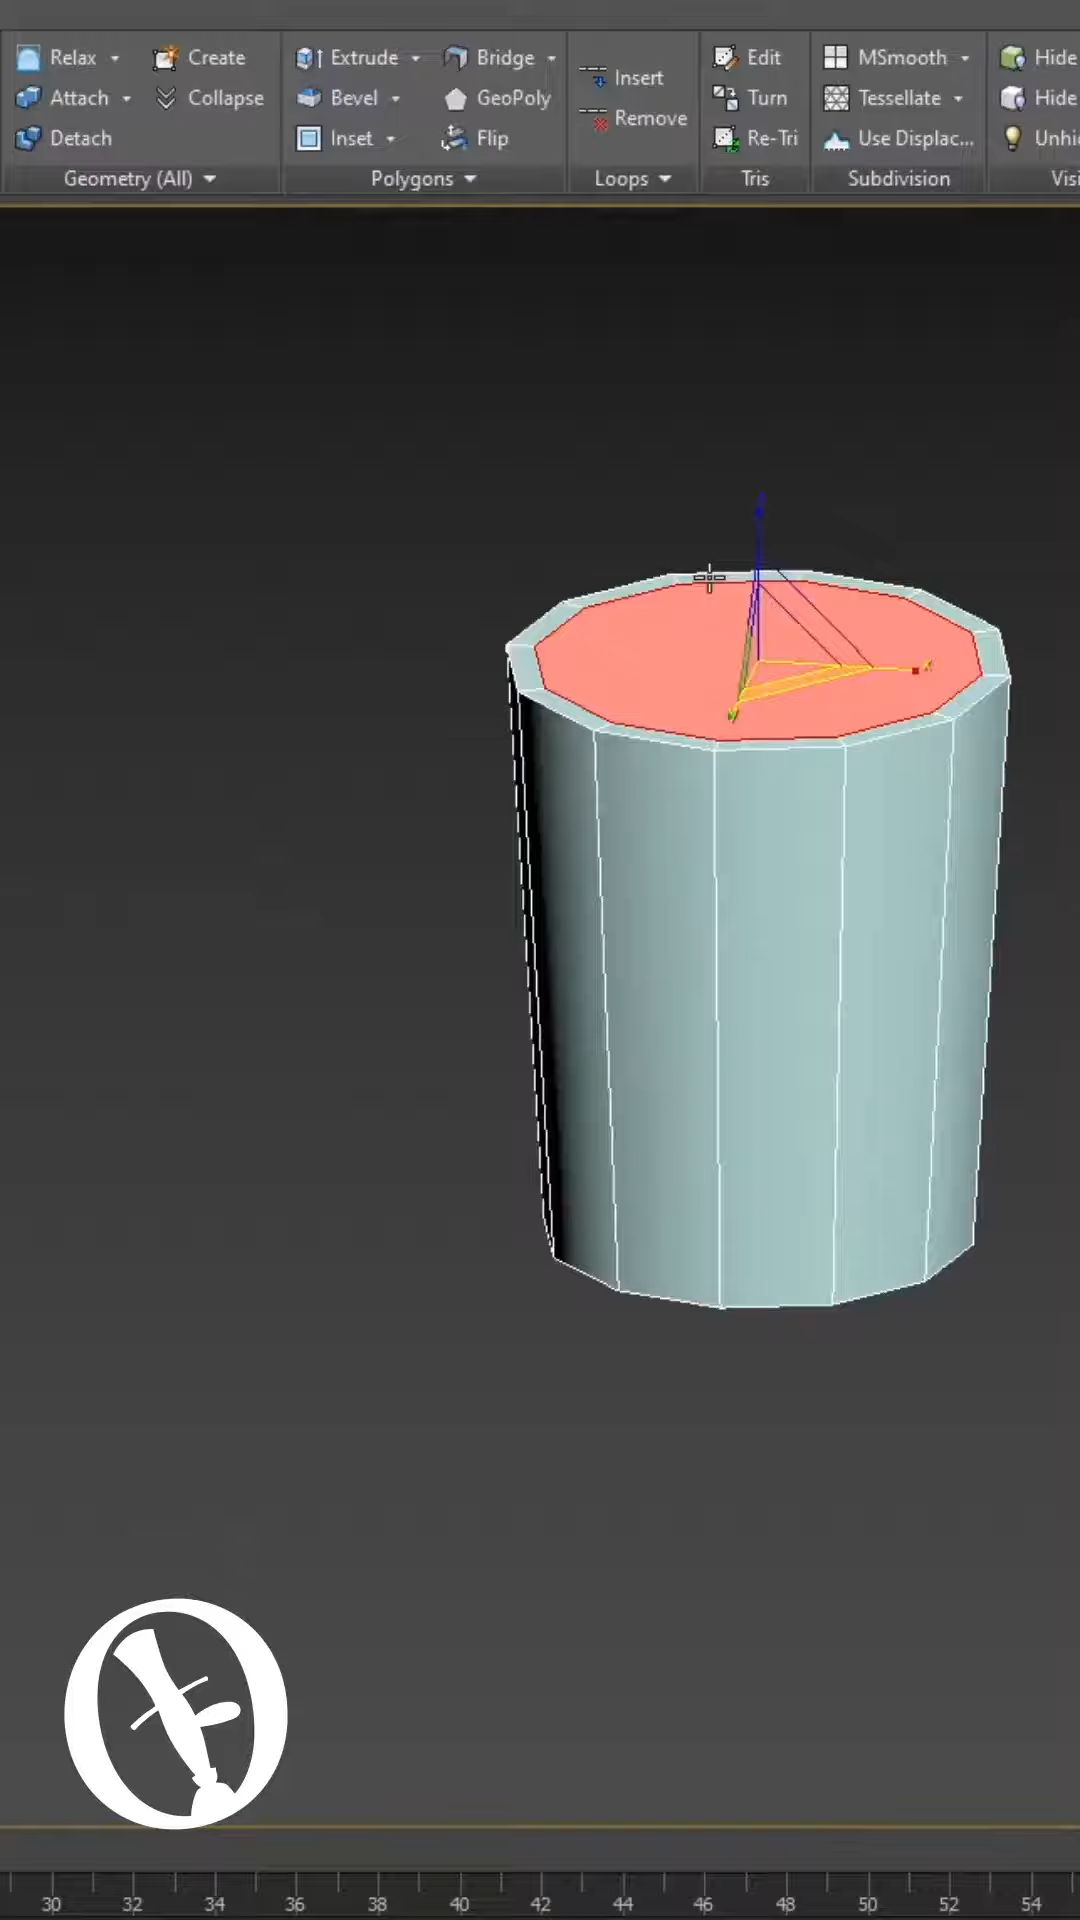 Relax Create Extrude Bridge Insert Edit MSmooth Hide
Attach Collapse Bevel GeoPoly Remove Turn Tessellate Hide
Detach Inset Flip Re-Tri Use Displac... Unhi
Geometry (All) Polygons Loops Tris Subdivision Visi
30 32 34 36 38 40 42 44 46 48 50 52 54